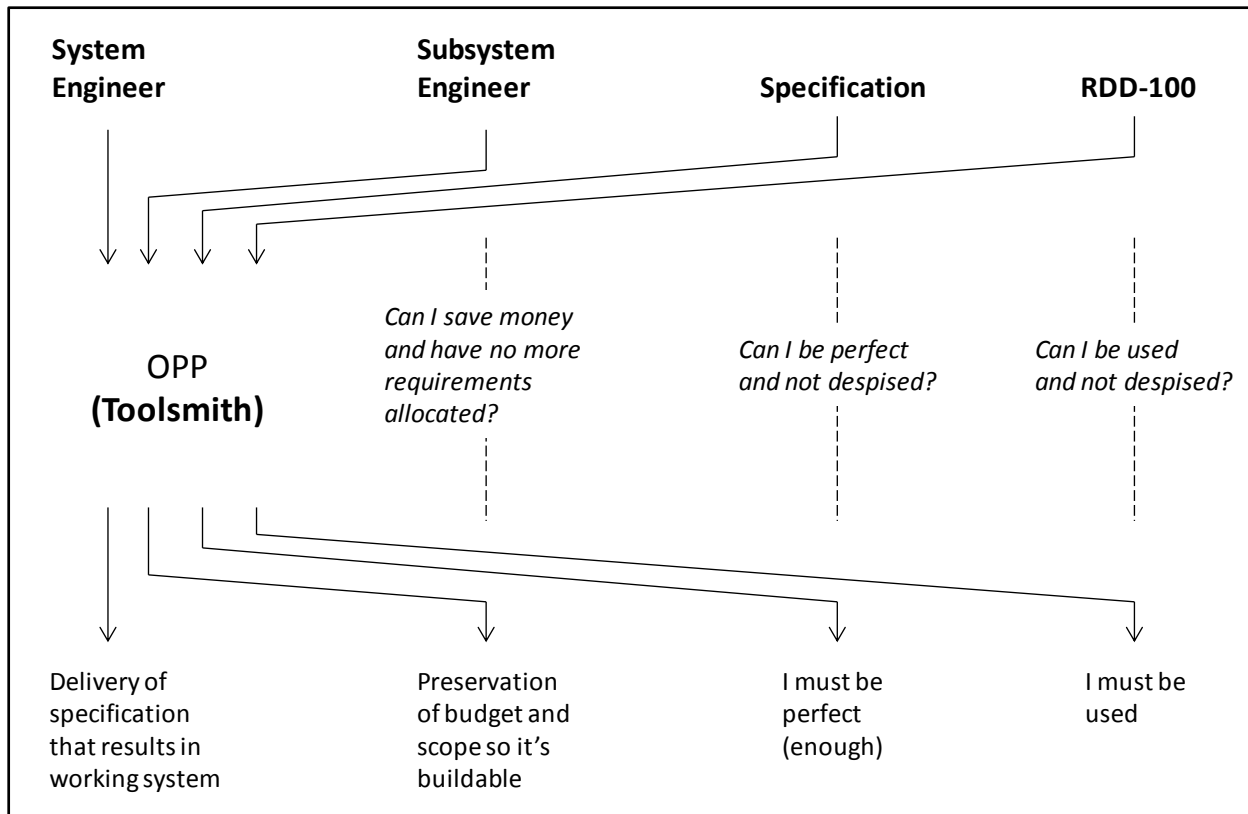 System
Engineer
Subsystem
Engineer
Specification
RDD-100
OPP
(Toolsmith)
Can I save money
and have no more
requirements
allocated?
Can I be perfect
and not despised?
Can I be used
and not despised?
Delivery of
specification
that results in
working system
Preservation
of budget and
scope so it's
buildable
I must be
perfect
(enough)
I must be
used